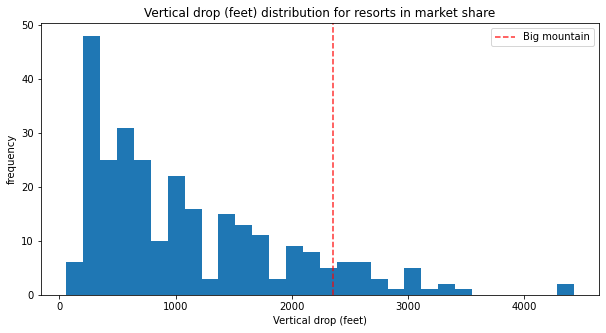 Vertical drop (feet) distribution for resorts in market share
Big mountain
50
40
30
20
10
0
frequency
0 1000 2000 3000 4000
Vertical drop (feet)